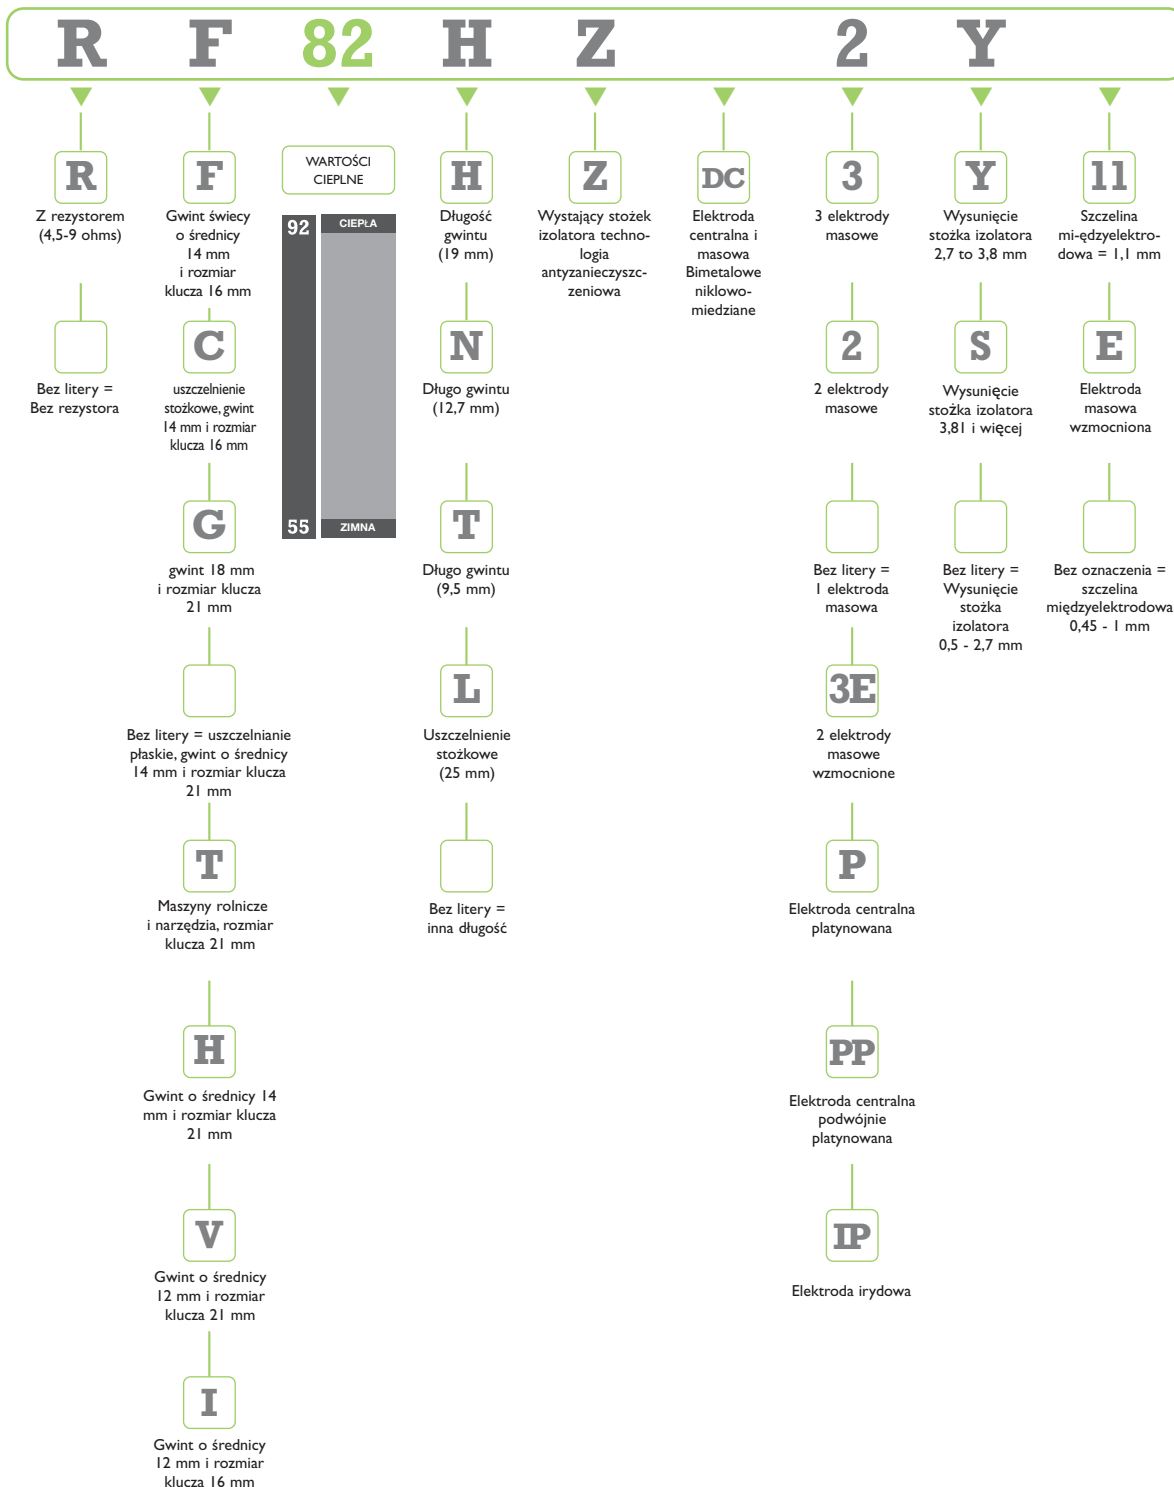 R F 82 H Z 2 Y
R
Z rezystorem
(4,5-9 ohms)
Bez litery =
Bez rezystora
F
Gwint świecy
o średnicy
14 mm
i rozmiar
klucza 16 mm
C
uszczelnienie
stożkowe, gwint
14 mm i rozmiar
klucza 16 mm
G
gwint 18 mm
i rozmiar klucza
21 mm
Bez litery = uszczelnianie
płaskie, gwint o średnicy
14 mm i rozmiar klucza
21 mm
T
Maszyny rolnicze
i narzędzia, rozmiar
klucza 21 mm
H
Gwint o średnicy 14
mm i rozmiar klucza
21 mm
V
Gwint o średnicy
12 mm i rozmiar
klucza 21 mm
I
Gwint o średnicy
12 mm i rozmiar
klucza 16 mm
WARTOŚCI
CIEPLNE
92 CIEPŁA
55 ZIMNA
H
Długość
gwintu
(19 mm)
N
Długo gwintu
(12,7 mm)
T
Długo gwintu
(9,5 mm)
L
Uszczelnienie
stożkowe
(25 mm)
Bez litery =
inna długość
Z
Wystający stożek
izolatora techno-
logia
antyzanieczyszc-
zeniowa
DC
Elektroda
centralna i
masowa
Bimetalowe
niklowo-
miedziane
3
3 elektrody
masowe
2
2 elektrody
masowe
Bez litery =
1 elektroda
masowa
3E
2 elektrody
masowe
wzmocnione
P
Elektroda centralna
platynowana
PP
Elektroda centralna
podwójnie
platynowana
IP
Elektroda irydowa
Y
Wysunięcie
stożka izolatora
2,7 to 3,8 mm
S
Wysunięcie
stożka izolatora
3,81 i więcej
Bez litery =
Wysunięcie
stożka
izolatora
0,5 - 2,7 mm
11
Szczelina
mi-ędzyelektro-
dowa = 1,1 mm
E
Elektroda
masowa
wzmocniona
Bez oznaczenia =
szczelina
międzyelektrodowa
0,45 - 1 mm